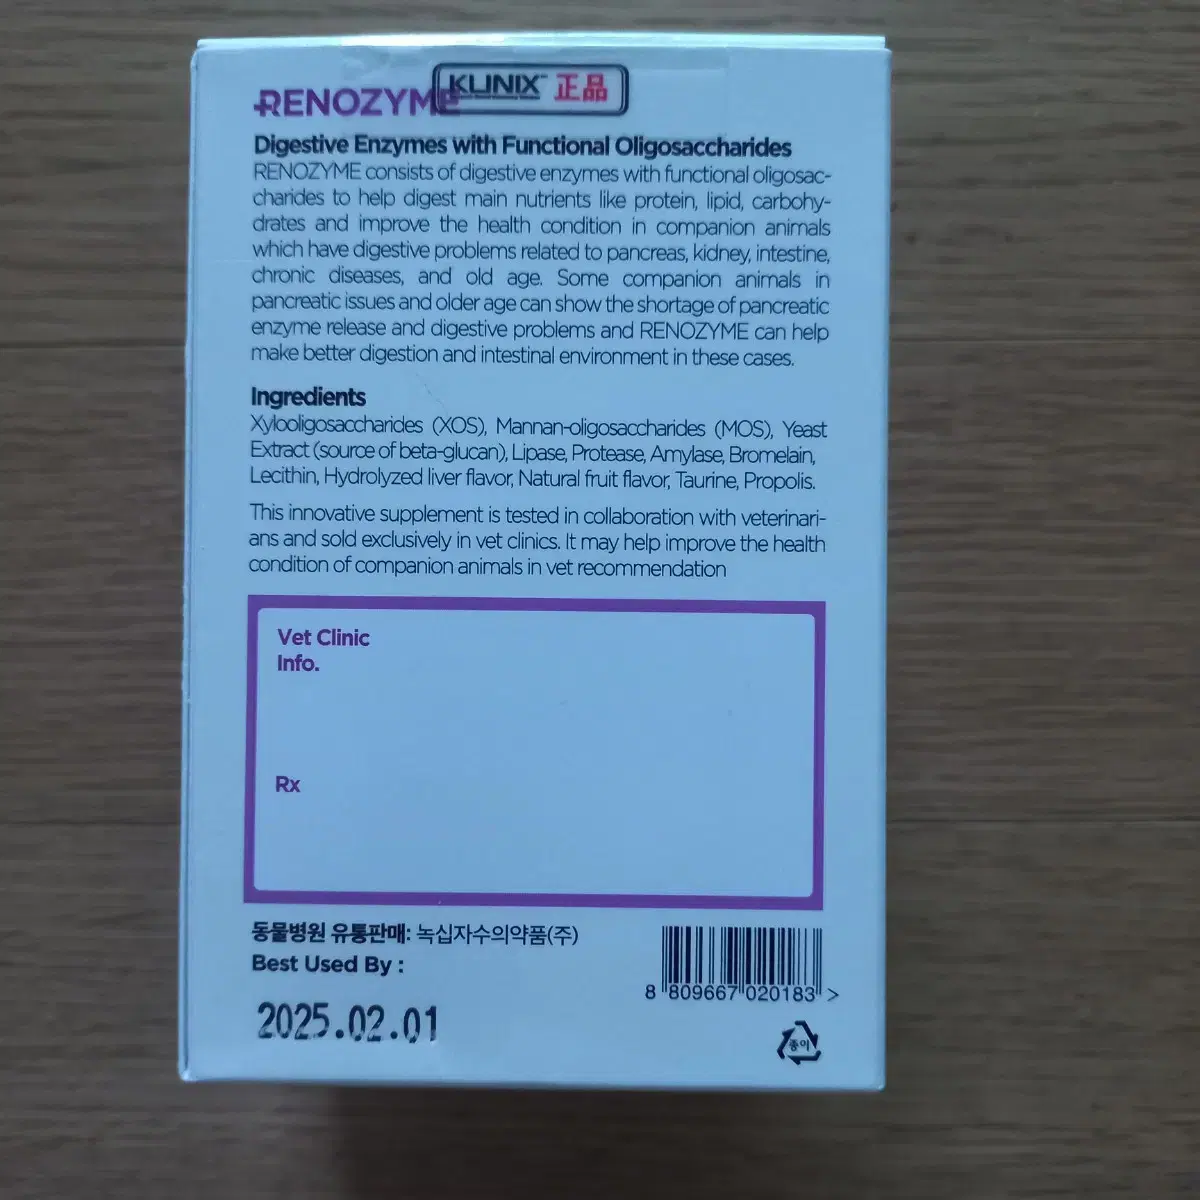 KLINIX™ 正品
RENOZYME
Digestive Enzymes with Functional Oligosaccharides
RENOZYME consists of digestive enzymes with functional oligosac-
charides to help digest main nutrients like protein, lipid, carbohy-
drates and improve the health condition in companion animals
which have digestive problems related to pancreas, kidney, intestine,
chronic diseases, and old age. Some companion animals in
pancreatic issues and older age can show the shortage of pancreatic
enzyme release and digestive problems and RENOZYME can help
make better digestion and intestinal environment in these cases.
Ingredients
Xylooligosaccharides (XOS), Mannan-oligosaccharides (MOS), Yeast
Extract (source of beta-glucan), Lipase, Protease, Amylase, Bromelain,
Lecithin, Hydrolyzed liver flavor, Natural fruit flavor, Taurine, Propolis.
This innovative supplement is tested in collaboration with veterinari-
ans and sold exclusively in vet clinics. It may help improve the health
condition of companion animals in vet recommendation
Vet Clinic
Info.
Rx
동물병원 유통판매: 녹십자수의약품(주)
Best Used By :
2025.02.01
8 809667 020183 >
종이